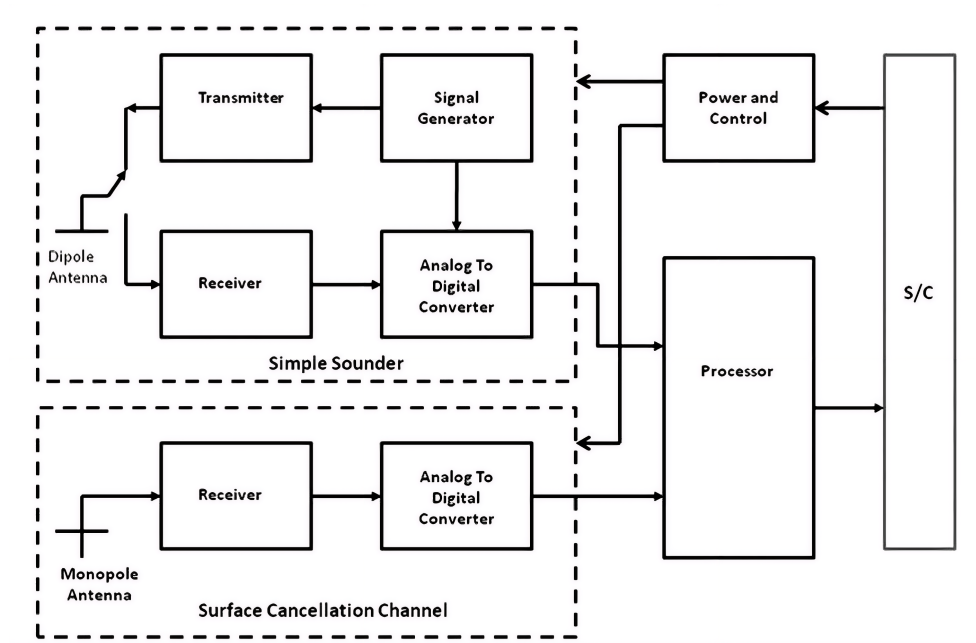 Transmitter
Signal
Generator
Power and
Control
Dipole
Antenna
Receiver
Analog To
Digital
Converter
S/C
Simple Sounder
Processor
Receiver
Analog To
Digital
Converter
Monopole
Antenna
Surface Cancellation Channel